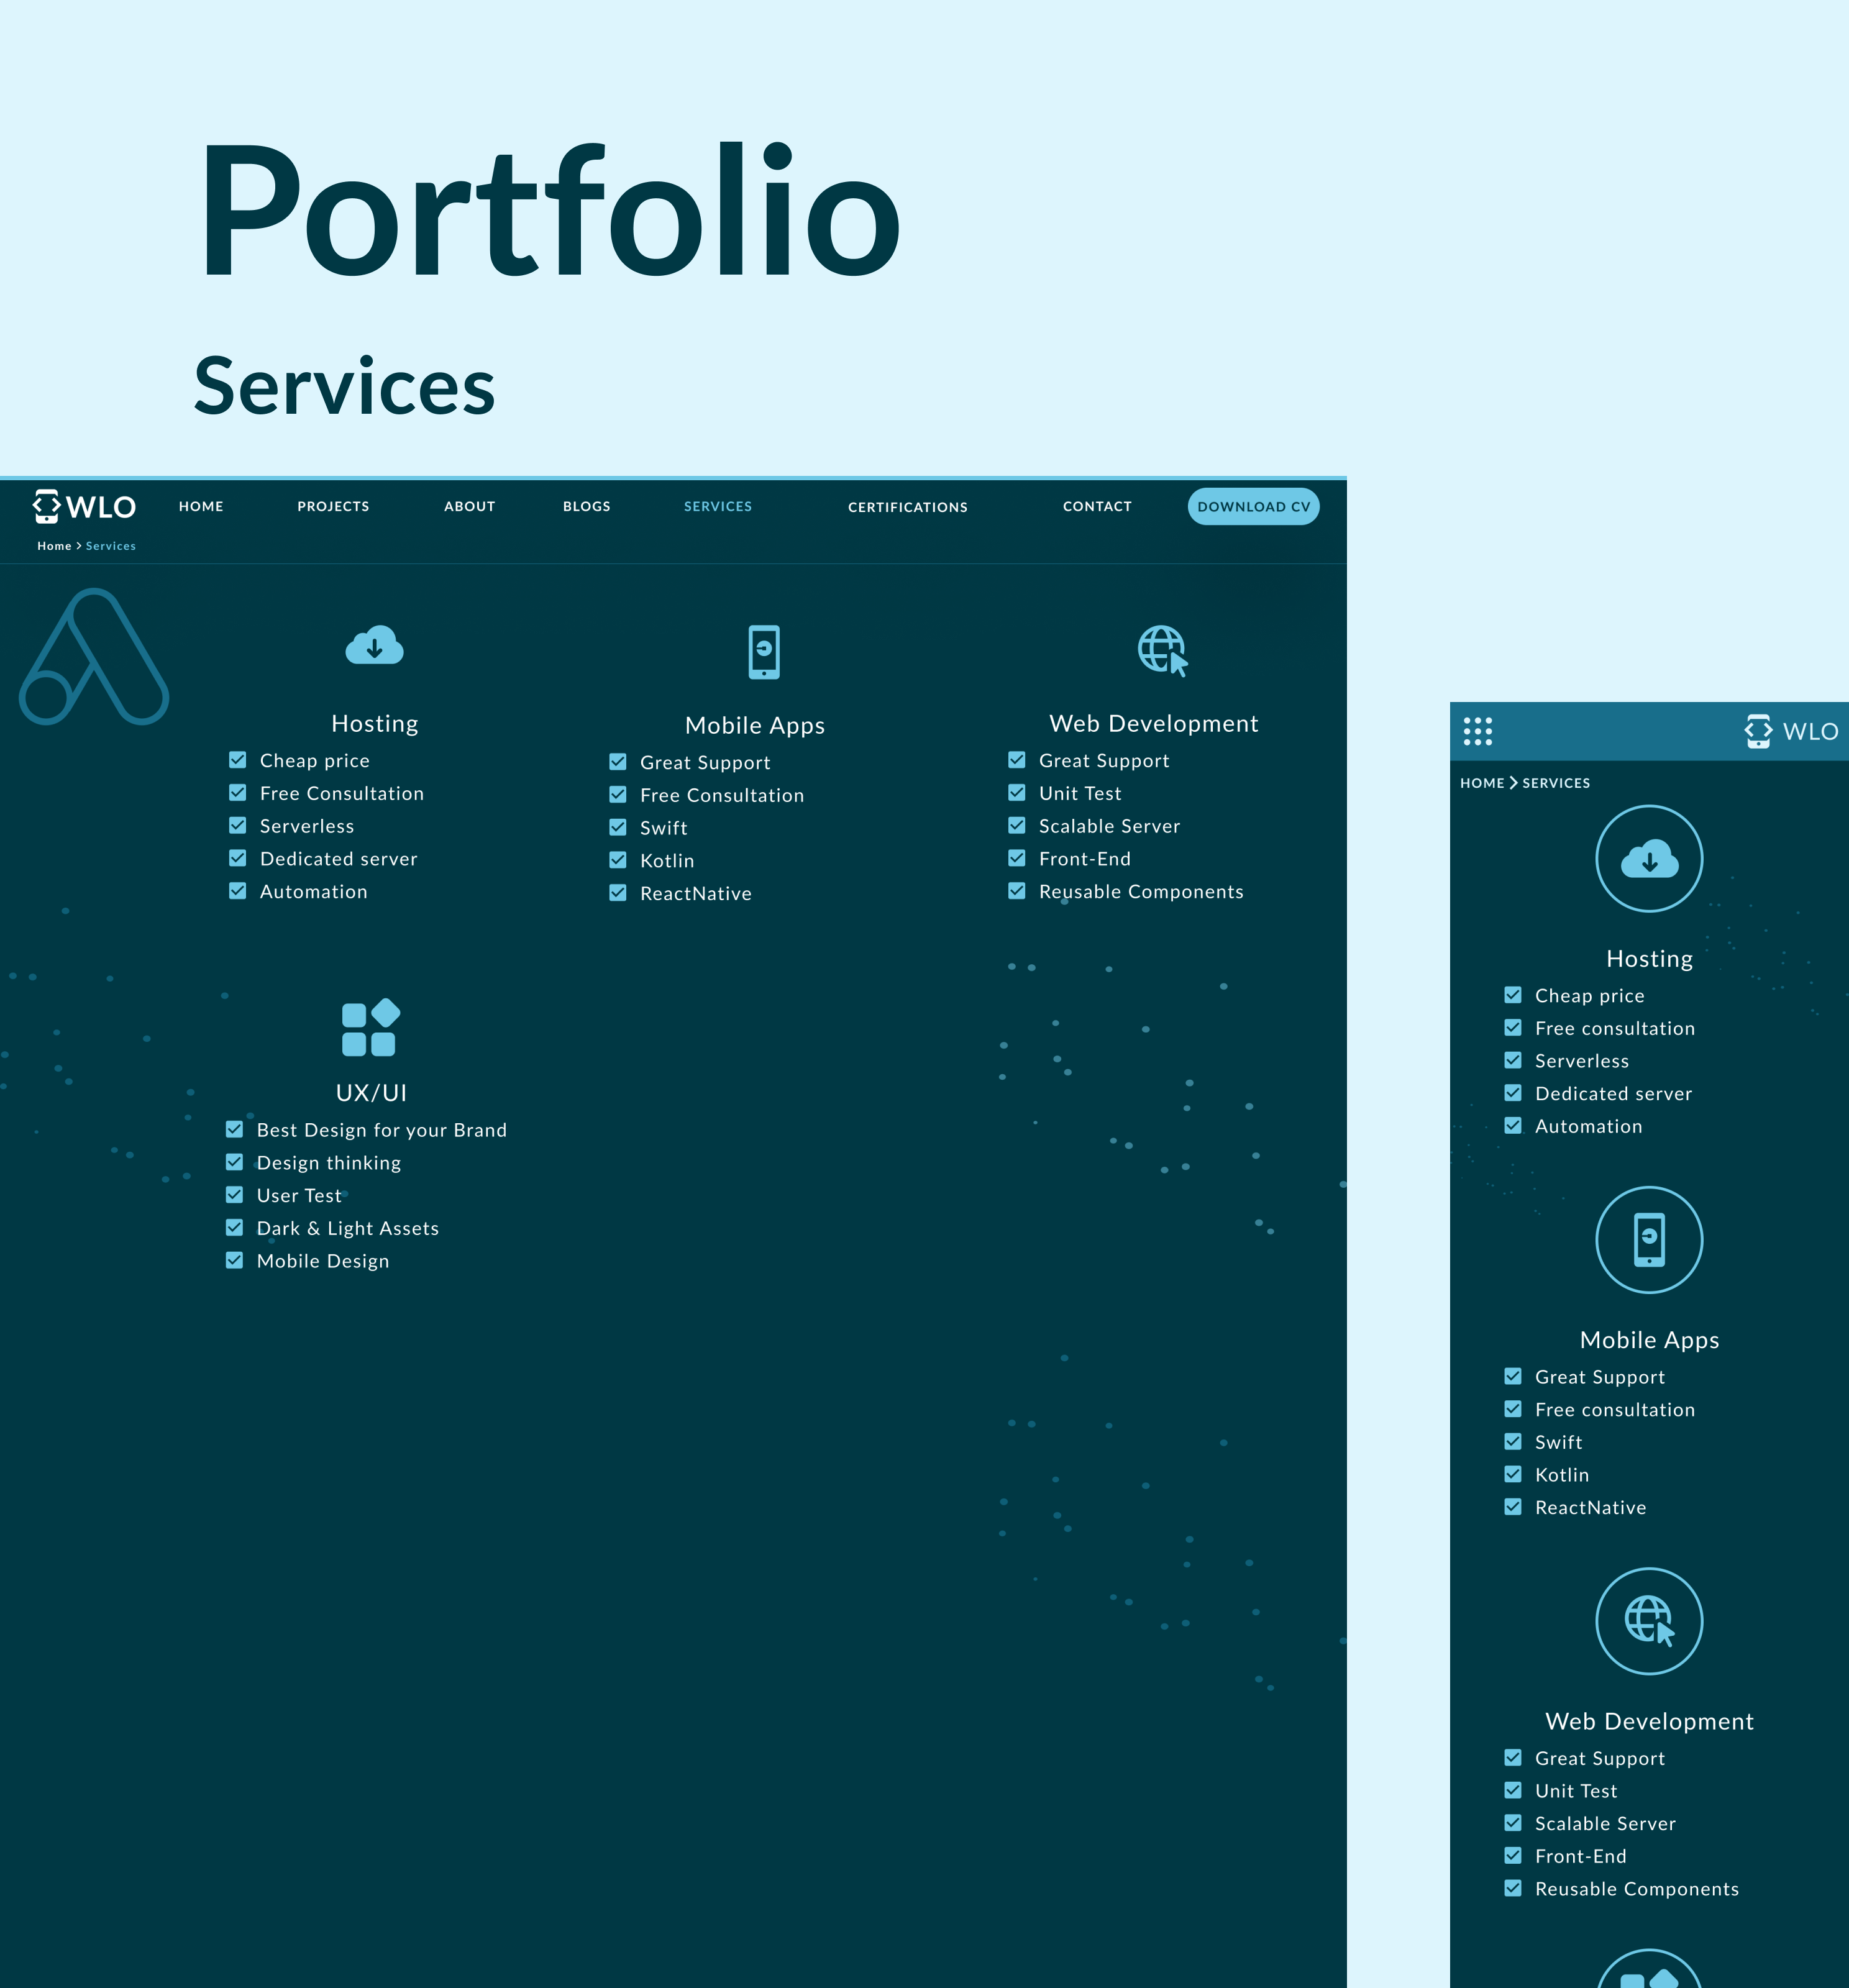 Portfolio
Services
WLO HOME PROJECTS ABOUT BLOGS SERVICES CERTIFICATIONS CONTACT DOWNLOAD CV
Home > Services
Hosting
Cheap price
Free Consultation
Serverless
Dedicated server
Automation
Mobile Apps
Great Support
Free Consultation
Swift
Kotlin
ReactNative
Web Development
Great Support
Unit Test
Scalable Server
Front-End
Reusable Components
UX/UI
Best Design for your Brand
Design thinking
User Test
Dark & Light Assets
Mobile Design
WLO
HOME > SERVICES
Hosting
Cheap price
Free consultation
Serverless
Dedicated server
Automation
Mobile Apps
Great Support
Free consultation
Swift
Kotlin
ReactNative
Web Development
Great Support
Unit Test
Scalable Server
Front-End
Reusable Components